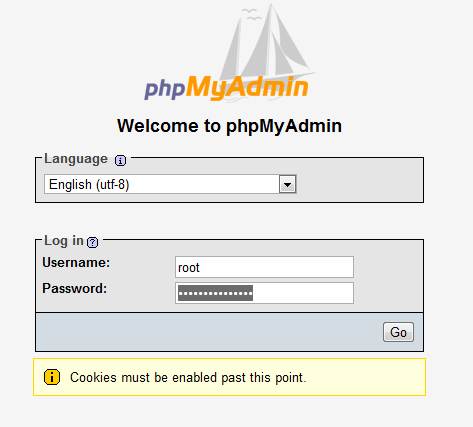 phpMyAdmin
Welcome to phpMyAdmin
Language
English (utf-8)
Log in
Username:
root
Password:
•••••••••••••••
Go
Cookies must be enabled past this point.